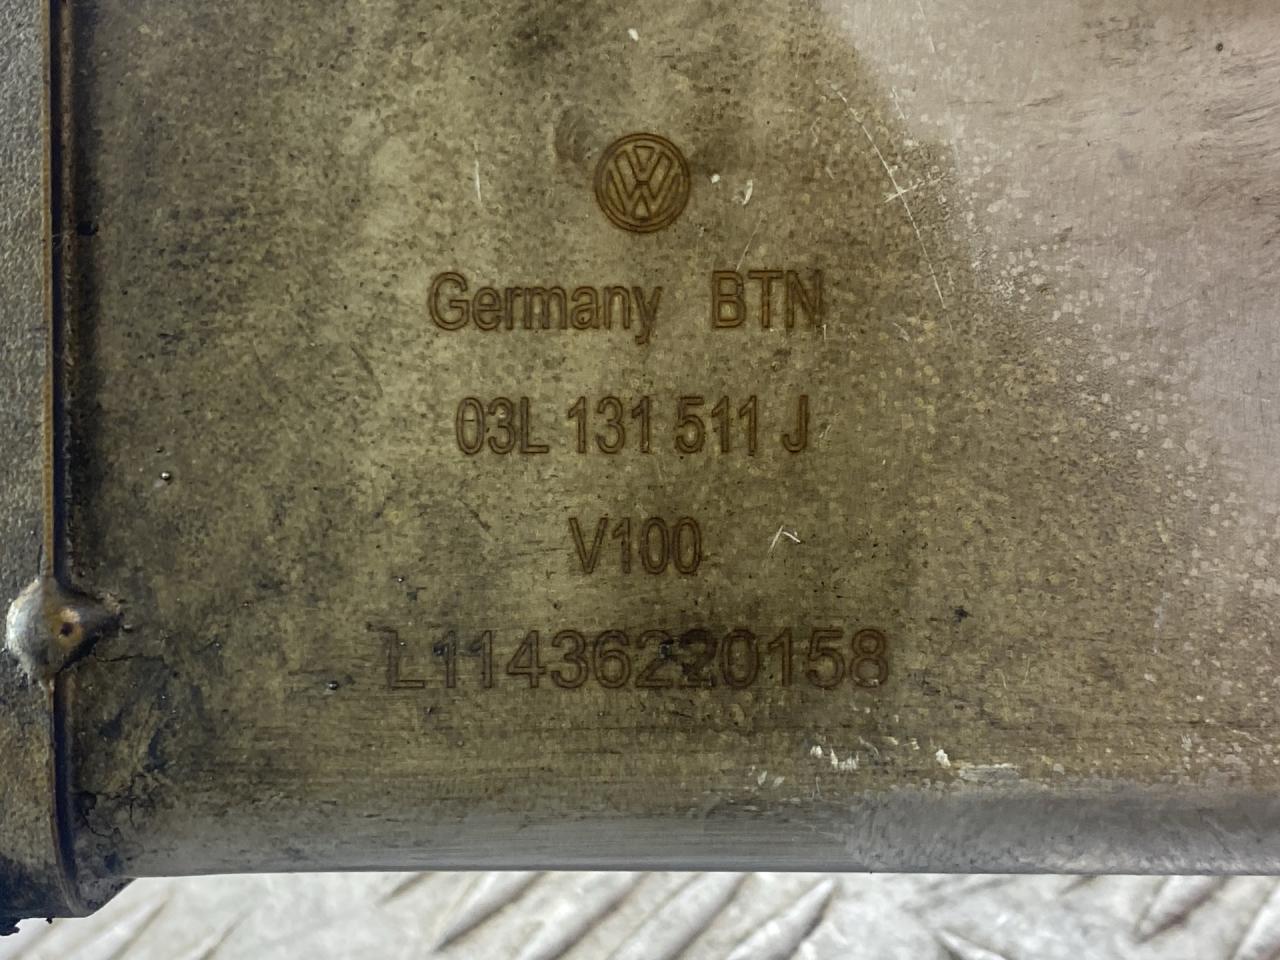 Germany BTN
03L 131 511 J
V100
L11436220158